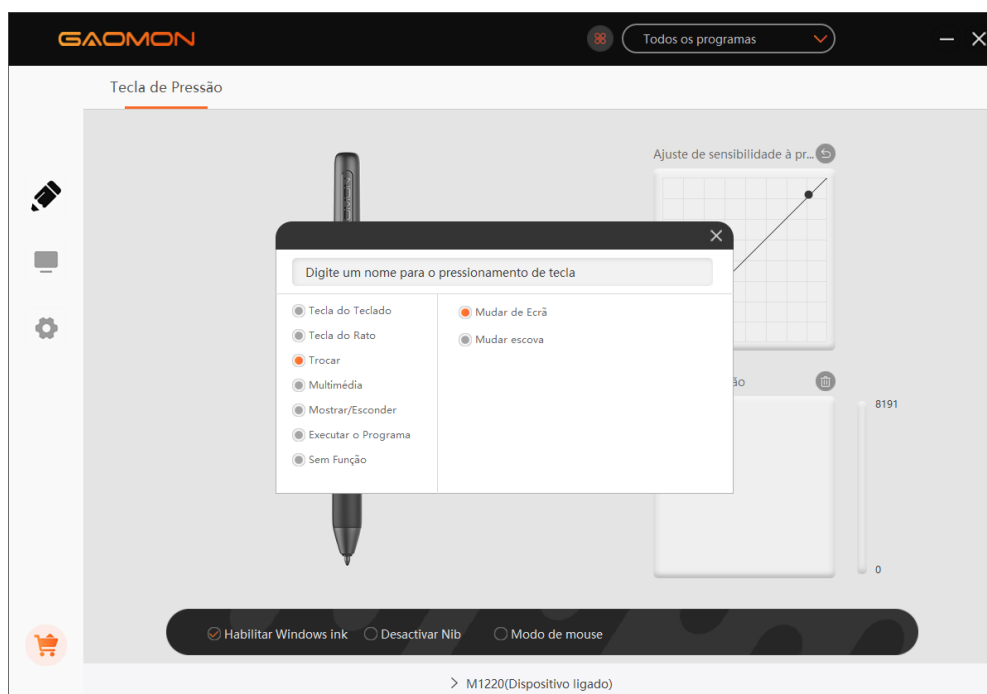 GAOMON
Todos os programas
Tecla de Pressão
Ajuste de sensibilidade à pr...
Digite um nome para o pressionamento de tecla
Tecla do Teclado
Tecla do Rato
Trocar
Multimédia
Mostrar/Esconder
Executar o Programa
Sem Função
Mudar de Ecrã
Mudar escova
ão
8191
0
Habilitar Windows ink
Desactivar Nib
Modo de mouse
M1220(Dispositivo ligado)